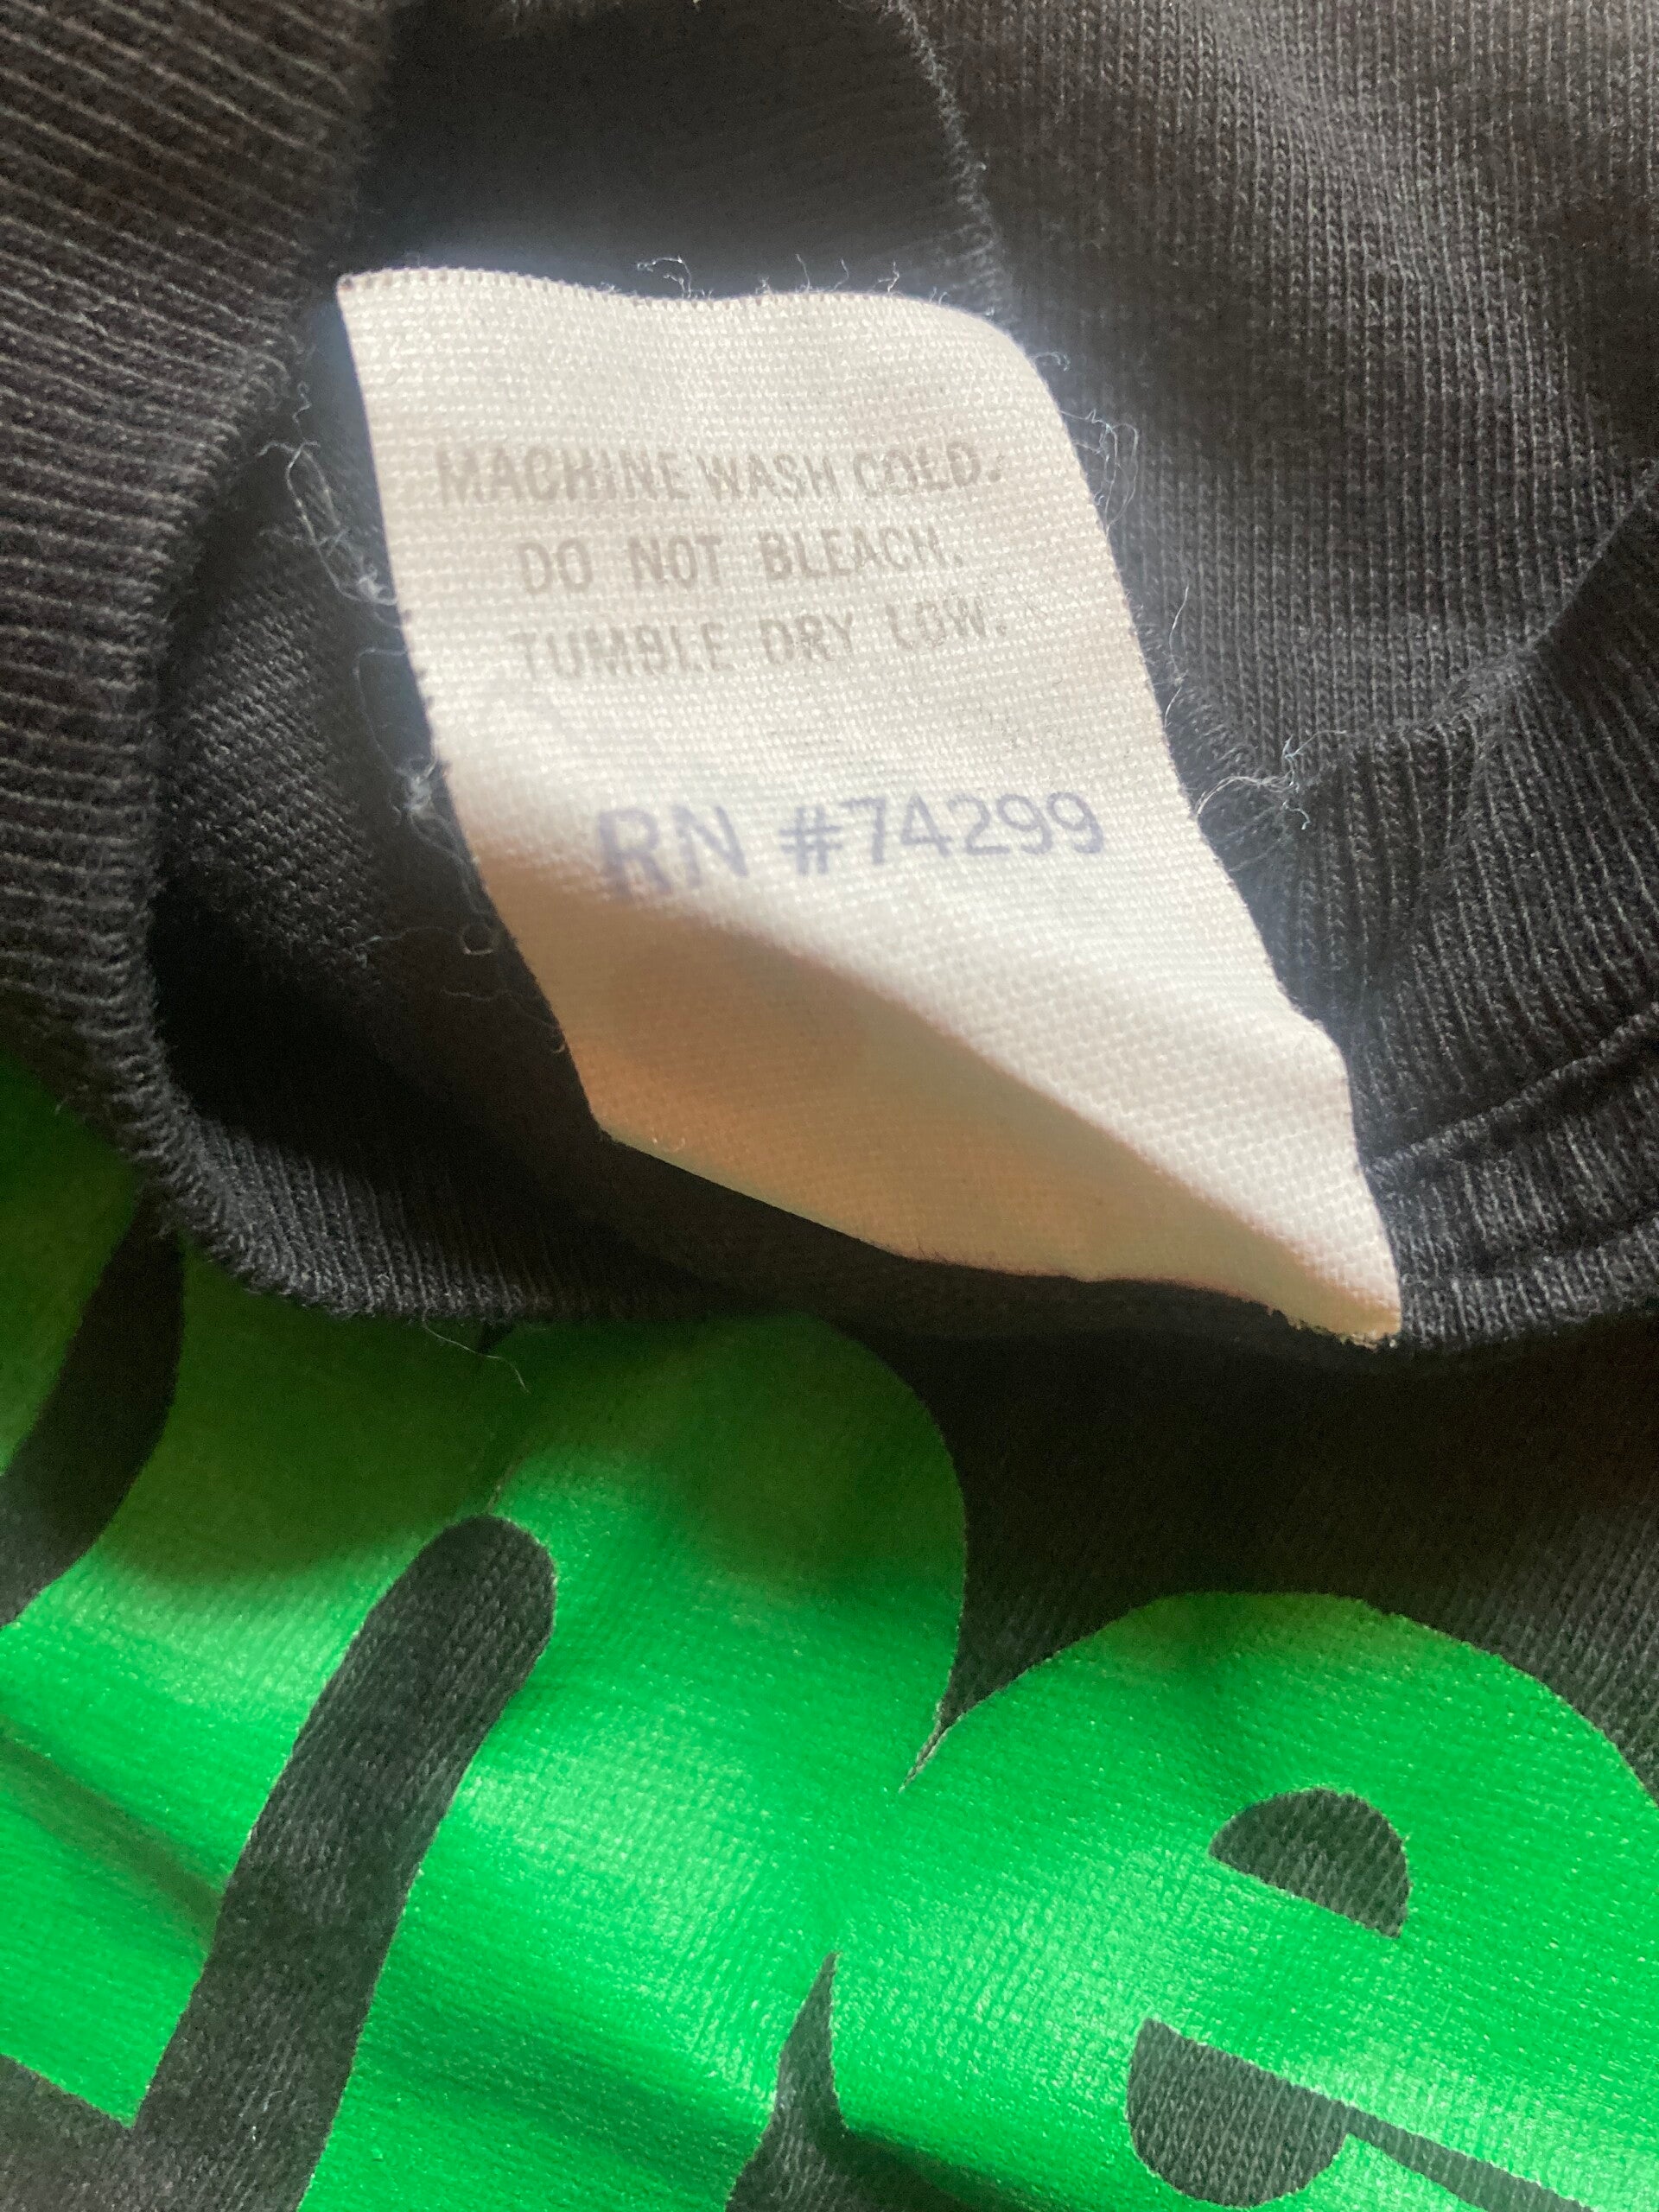 MACHINE WASH COLD.
DO NOT BLEACH.
TUMBLE DRY LOW.
RN #74299